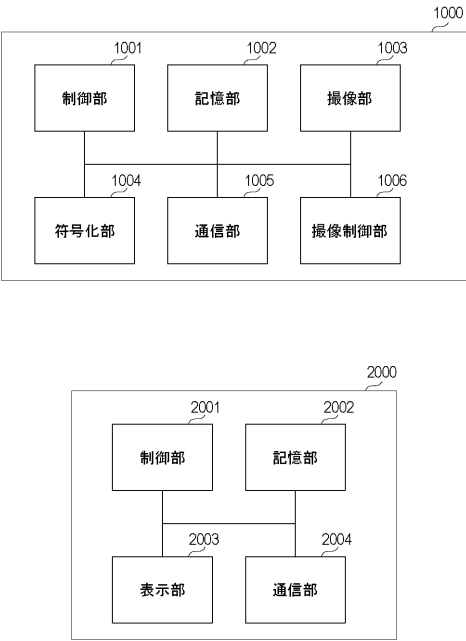 1000
1001
1002
1003
制御部
記憶部
撮像部
1004
1005
1006
符号化部
通信部
撮像制御部
2000
2001
2002
制御部
記憶部
2003
2004
表示部
通信部